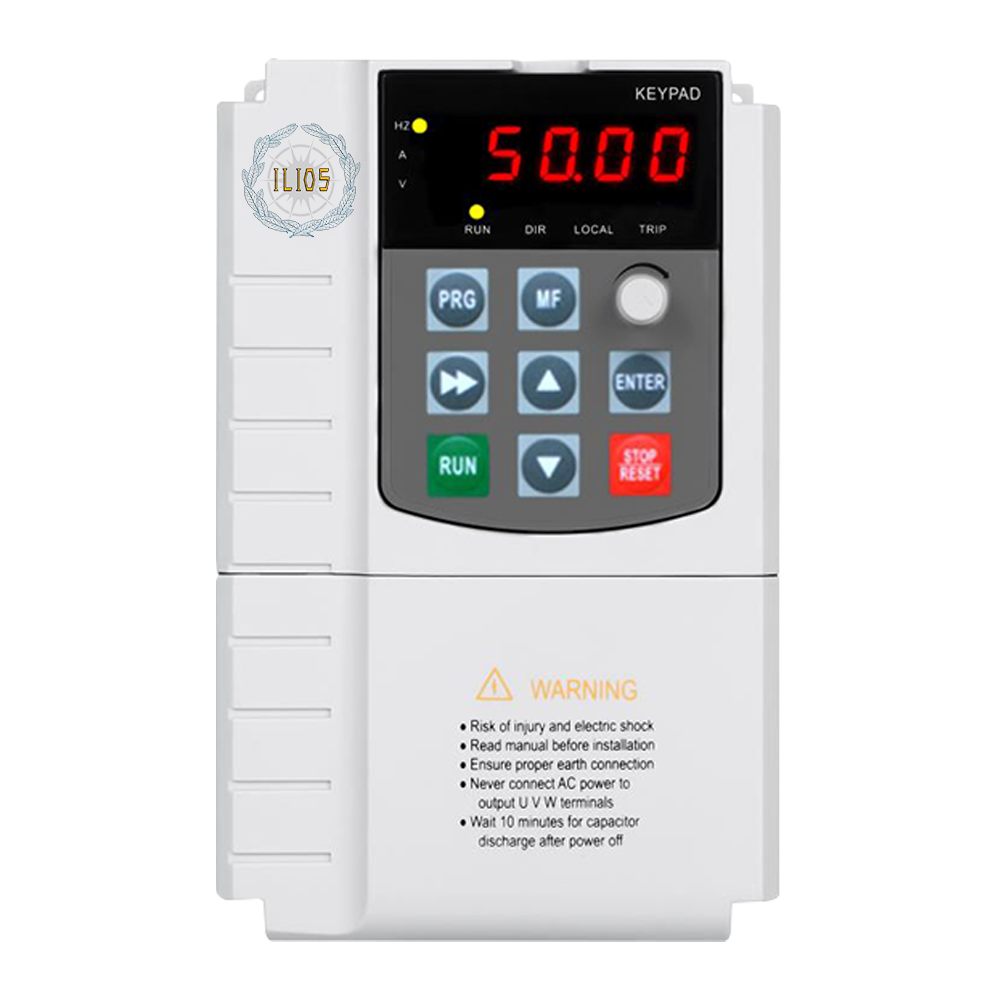 KEYPAD
ILIOS
HZ
50.00
A
V
RUN DIR LOCAL TRIP
PRG MF
ENTER
RUN
STOP
RESET
WARNING
• Risk of injury and electric shock
• Read manual before installation
• Ensure proper earth connection
• Never connect AC power to
output U V W terminals
• Wait 10 minutes for capacitor
discharge after power off